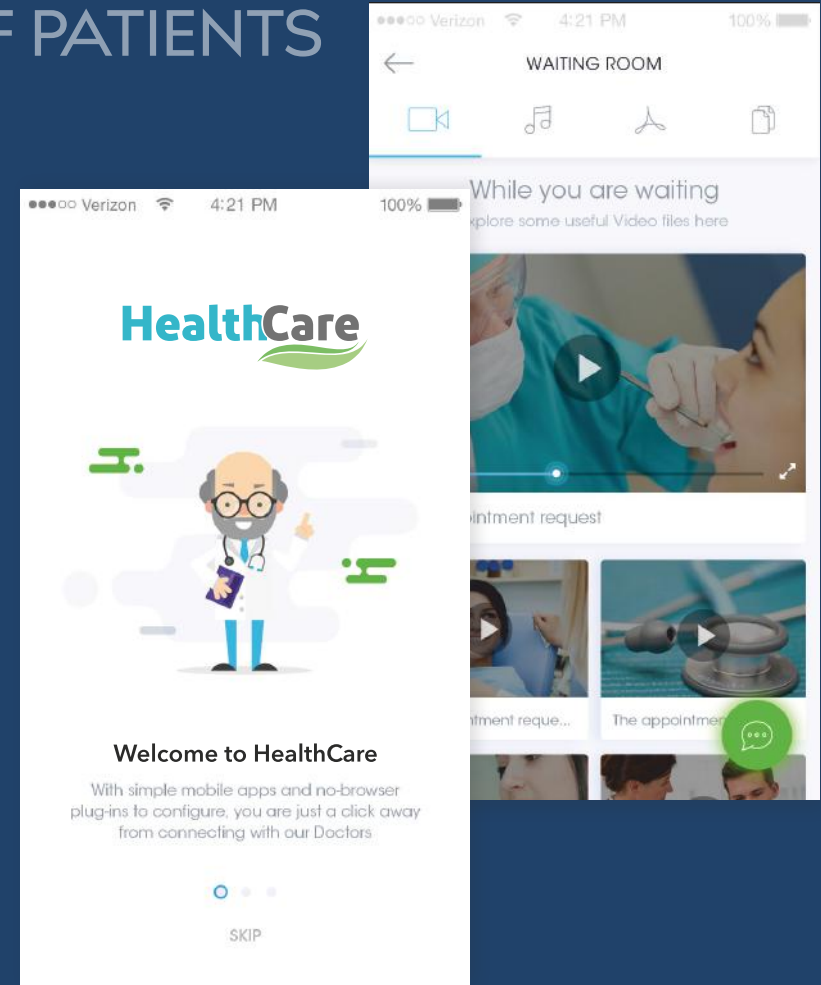 F PATIENTS
Verizon 4:21 PM 100%
WAITING ROOM
While you are waiting
xplore some useful Video files here
intment request
tment reque...
The appointmen
Verizon 4:21 PM 100%
HealthCare
Welcome to HealthCare
With simple mobile apps and no-browser
plug-ins to configure, you are just a click away
from connecting with our Doctors
SKIP